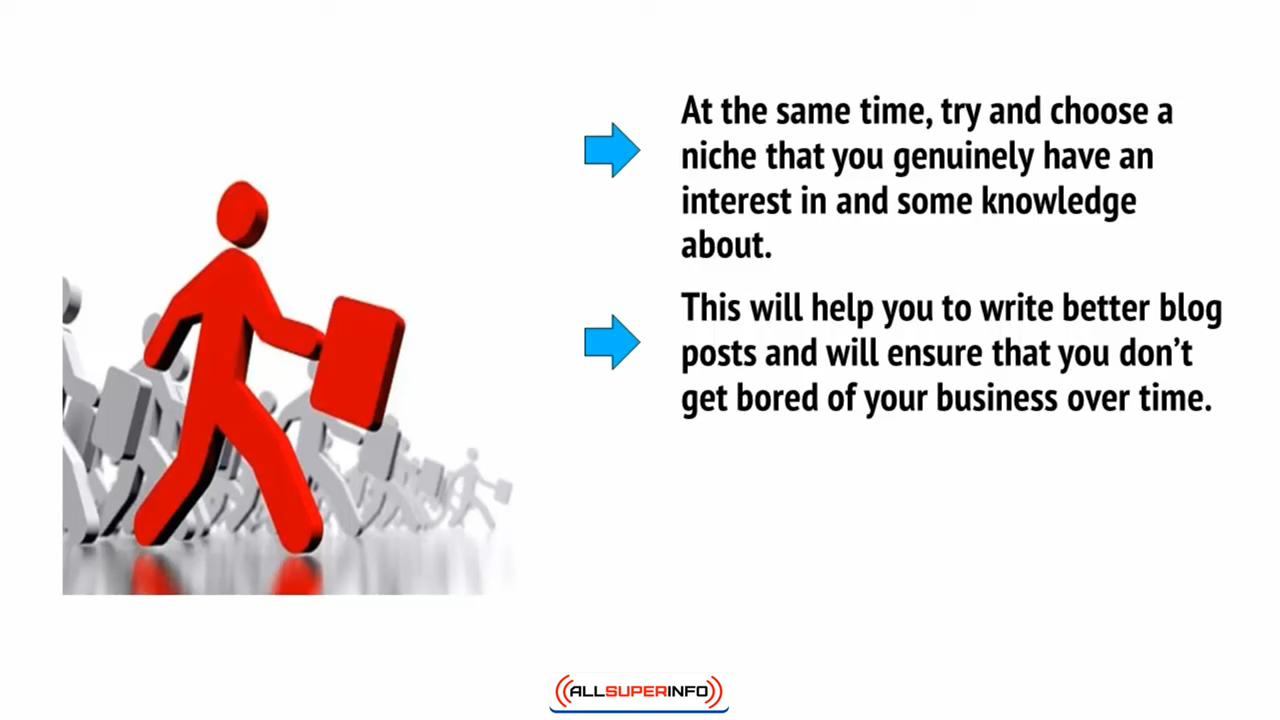 At the same time, try and choose a
niche that you genuinely have an
interest in and some knowledge
about.
This will help you to write better blog
posts and will ensure that you don’t
get bored of your business over time.
ALLSUPERINFO